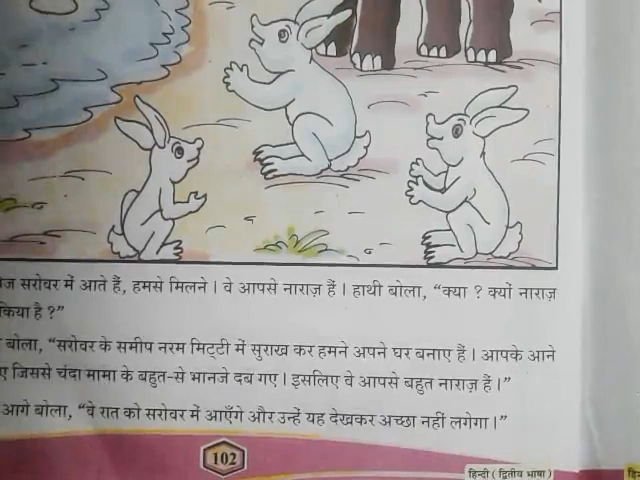 सरोवर में आते हैं, हमसे मिलने । वे आपसे नाराज़ हैं । हाथी बोला, “क्या ? क्यों नाराज़
किया है ?”
बोला, “सरोवर के समीप नरम मिट्टी में सुराख कर हमने अपने घर बनाए हैं । आपके आने
जिससे चंदा मामा के बहुत-से भानजे दब गए । इसलिए वे आपसे बहुत नाराज़ हैं ।”
आगे बोला, “वे रात को सरोवर में आएँगे और उन्हें यह देखकर अच्छा नहीं लगेगा ।”
102
हिन्दी ( द्वितीय भाषा )